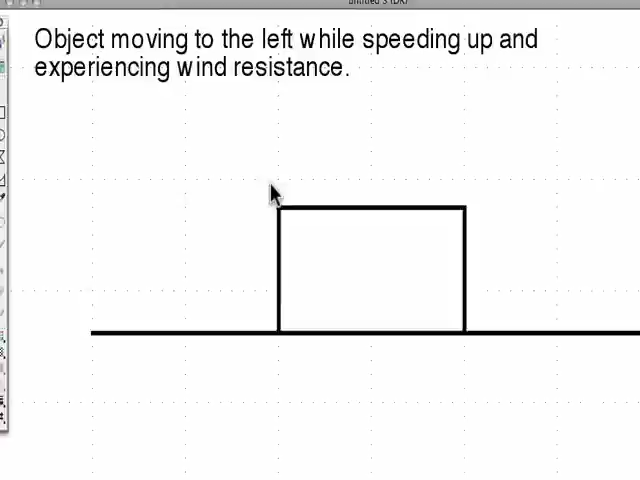 Object moving to the left while speeding up and
experiencing wind resistance.